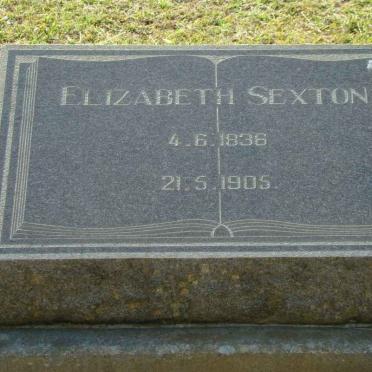 ELIZABETH SEXTON
4.6.1836
21.5.1905.